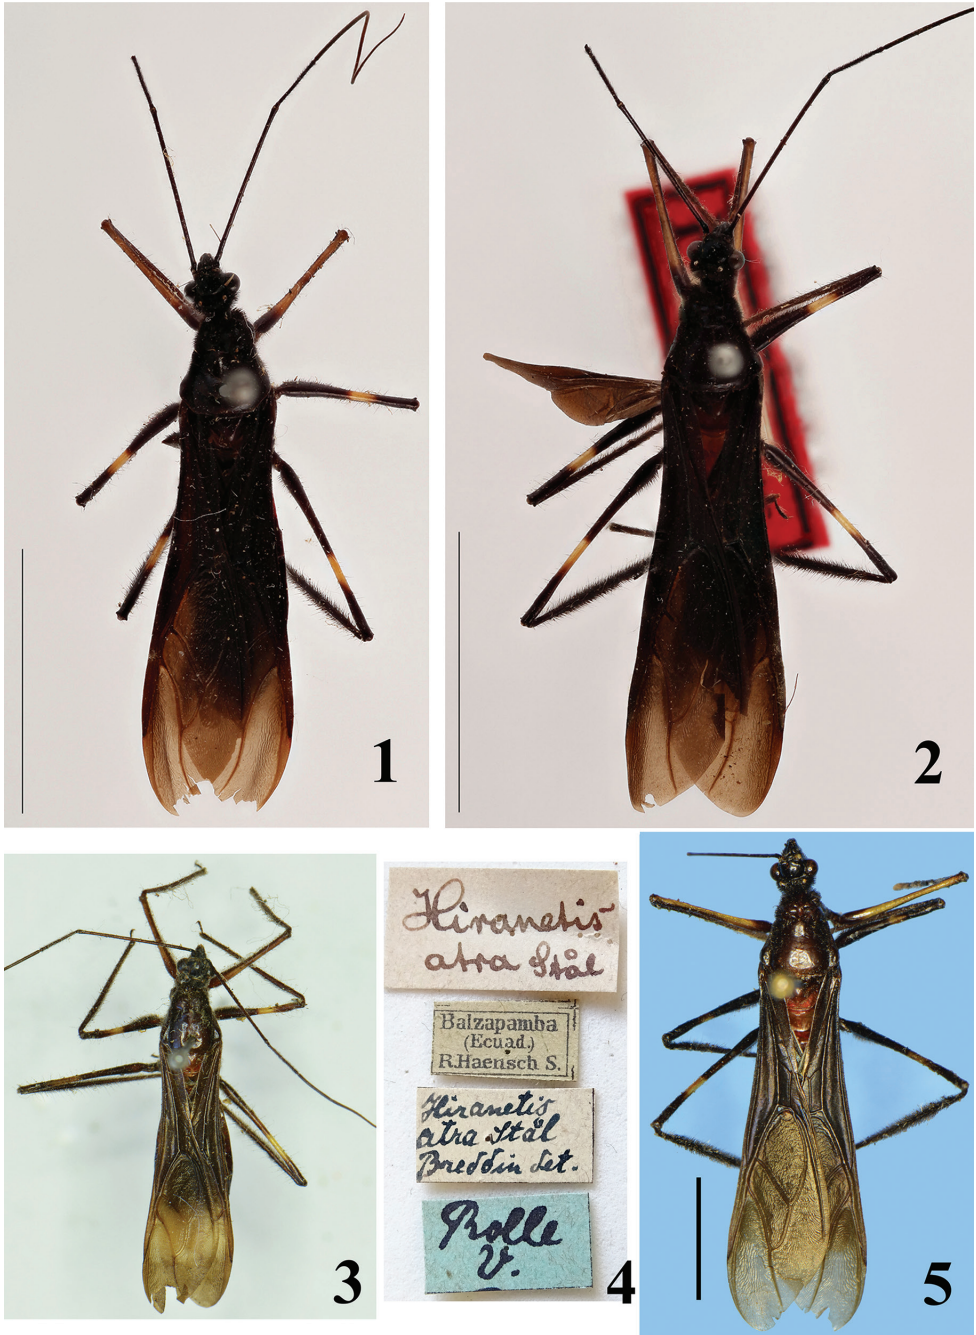 1
2
3
Hiranetis
atra Stål
Balzapamba
(Ecuad.)
R.Haensch S.
Hiranetis
atra Stål
Breddin det.
Rolle
V.
4
5